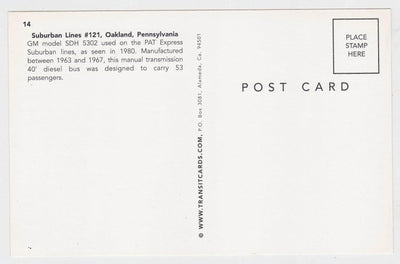 14
Suburban Lines #121, Oakland, Pennsylvania
GM model SDH 5302 used on the PAT Express
Suburban lines, as seen in 1980. Manufactured
between 1963 and 1967, this manual transmission
40' diesel bus was designed to carry 53
passengers.
© WWW.TRANSITCARDS.COM, P.O. Box 3081, Alameda, Ca. 94501
PLACE
STAMP
HERE
POST CARD